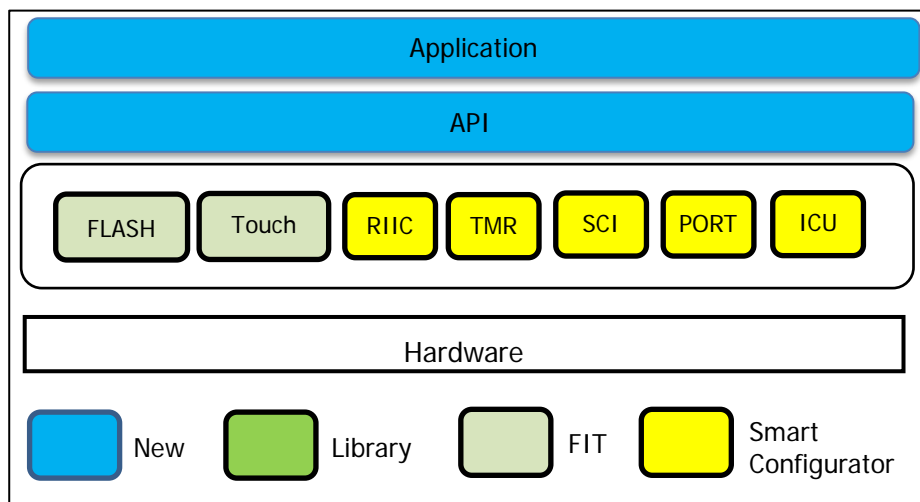 Application
API
FLASH Touch RIIC TMR SCI PORT ICU
Hardware
New Library FIT Smart
Configurator